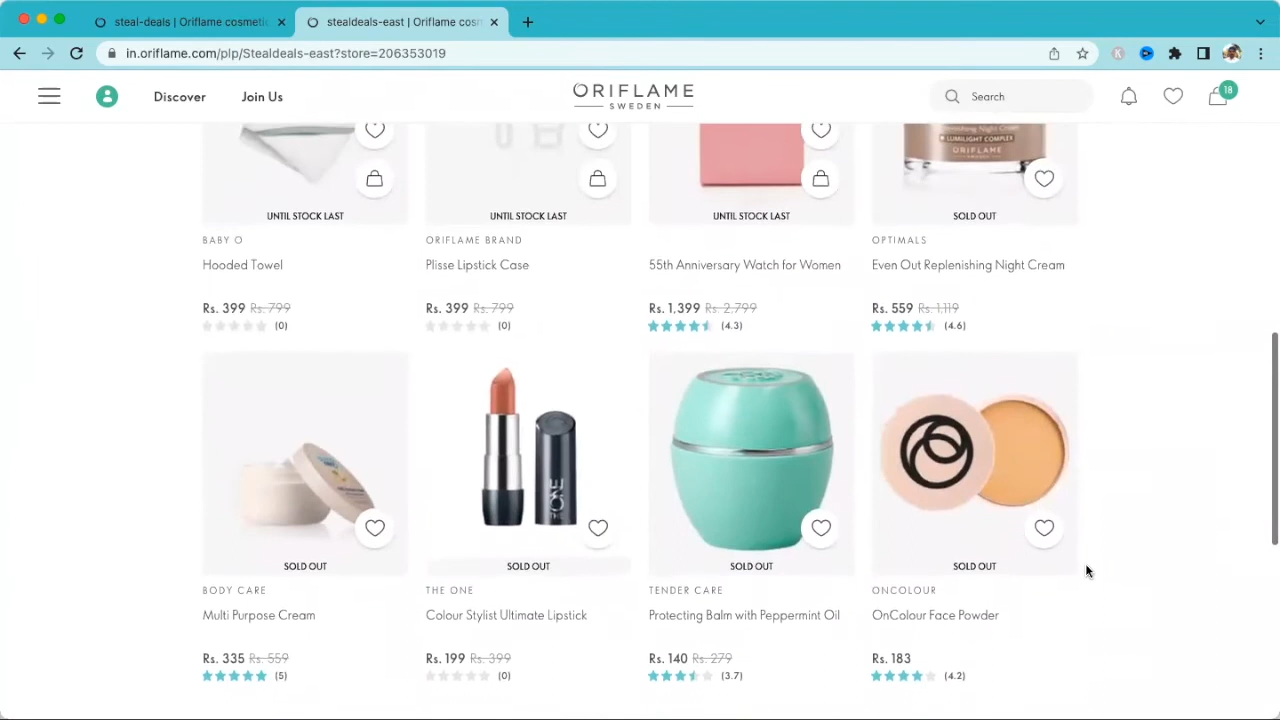 steal-deals | Oriflame cosmetic
stealdeals-east | Oriflame cosm
in.oriflame.com/plp/Stealdeals-east?store=206353019
Discover
Join Us
ORIFLAME
SWEDEN
Search
18
LUMILIGHT COMPLEX
ORIFLAME
UNTIL STOCK LAST
UNTIL STOCK LAST
UNTIL STOCK LAST
SOLD OUT
BABY O
ORIFLAME BRAND
OPTIMALS
Hooded Towel
Plisse Lipstick Case
55th Anniversary Watch for Women
Even Out Replenishing Night Cream
Rs. 399 Rs. 799
Rs. 399 Rs. 799
Rs. 1,399 Rs. 2,799
Rs. 559 Rs. 1,119
(0)
(0)
(4.3)
(4.6)
THE ONE
SOLD OUT
SOLD OUT
SOLD OUT
SOLD OUT
BODY CARE
THE ONE
TENDER CARE
ONCOLOUR
Multi Purpose Cream
Colour Stylist Ultimate Lipstick
Protecting Balm with Peppermint Oil
OnColour Face Powder
Rs. 335 Rs. 559
Rs. 199 Rs. 399
Rs. 140 Rs. 279
Rs. 183
(5)
(0)
(3.7)
(4.2)